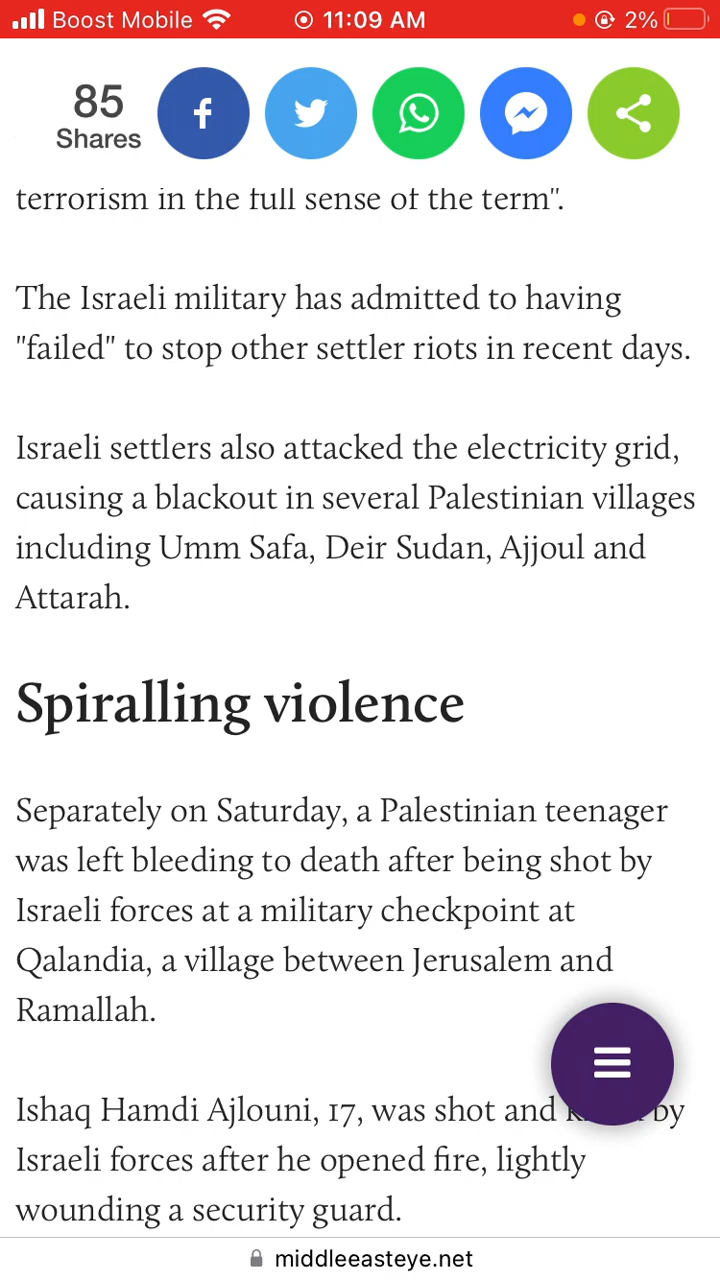 Boost Mobile 11:09 AM 2%
85
Shares
terrorism in the full sense of the term".
The Israeli military has admitted to having
"failed" to stop other settler riots in recent days.
Israeli settlers also attacked the electricity grid,
causing a blackout in several Palestinian villages
including Umm Safa, Deir Sudan, Ajjoul and
Attarah.
Spiralling violence
Separately on Saturday, a Palestinian teenager
was left bleeding to death after being shot by
Israeli forces at a military checkpoint at
Qalandia, a village between Jerusalem and
Ramallah.
Ishaq Hamdi Ajlouni, 17, was shot and by
Israeli forces after he opened fire, lightly
wounding a security guard.
middleeasteye.net